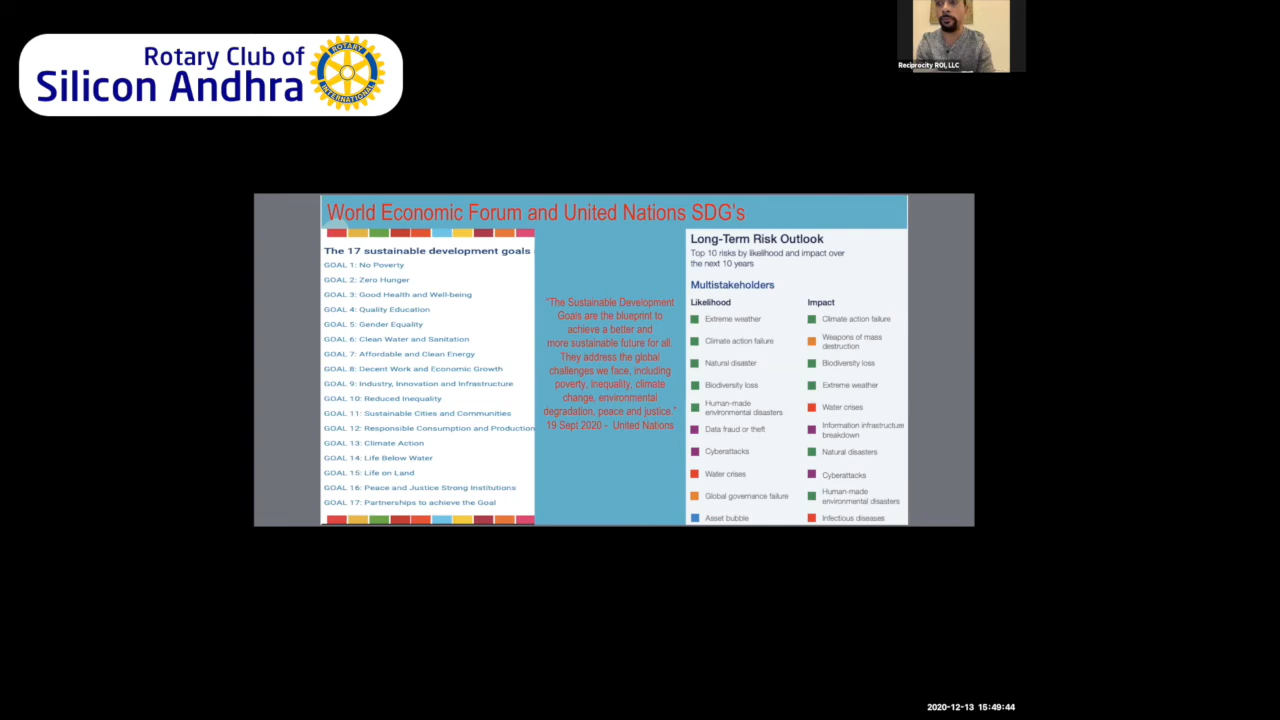 Rotary Club of
Silicon Andhra
ROTARY
INTERNATIONAL
Reciprocity ROI, LLC
World Economic Forum and United Nations SDG's
The 17 sustainable development goals
GOAL 1: No Poverty
GOAL 2: Zero Hunger
GOAL 3: Good Health and Well-being
GOAL 4: Quality Education
GOAL 5: Gender Equality
GOAL 6: Clean Water and Sanitation
GOAL 7: Affordable and Clean Energy
GOAL 8: Decent Work and Economic Growth
GOAL 9: Industry, Innovation and Infrastructure
GOAL 10: Reduced Inequality
GOAL 11: Sustainable Cities and Communities
GOAL 12: Responsible Consumption and Production
GOAL 13: Climate Action
GOAL 14: Life Below Water
GOAL 15: Life on Land
GOAL 16: Peace and Justice Strong Institutions
GOAL 17: Partnerships to achieve the Goal
"The Sustainable Development
Goals are the blueprint to
achieve a better and
more sustainable future for all.
They address the global
challenges we face, including
poverty, inequality, climate
change, environmental
degradation, peace and justice."
19 Sept 2020 - United Nations
Long-Term Risk Outlook
Top 10 risks by likelihood and impact over
the next 10 years
Multistakeholders
Likelihood
Extreme weather
Climate action failure
Natural disaster
Biodiversity loss
Human-made
environmental disasters
Data fraud or theft
Cyberattacks
Water crises
Global governance failure
Asset bubble
Impact
Climate action failure
Weapons of mass
destruction
Biodiversity loss
Extreme weather
Water crises
Information infrastructure
breakdown
Natural disasters
Cyberattacks
Human-made
environmental disasters
Infectious diseases
2020-12-13 15:49:44